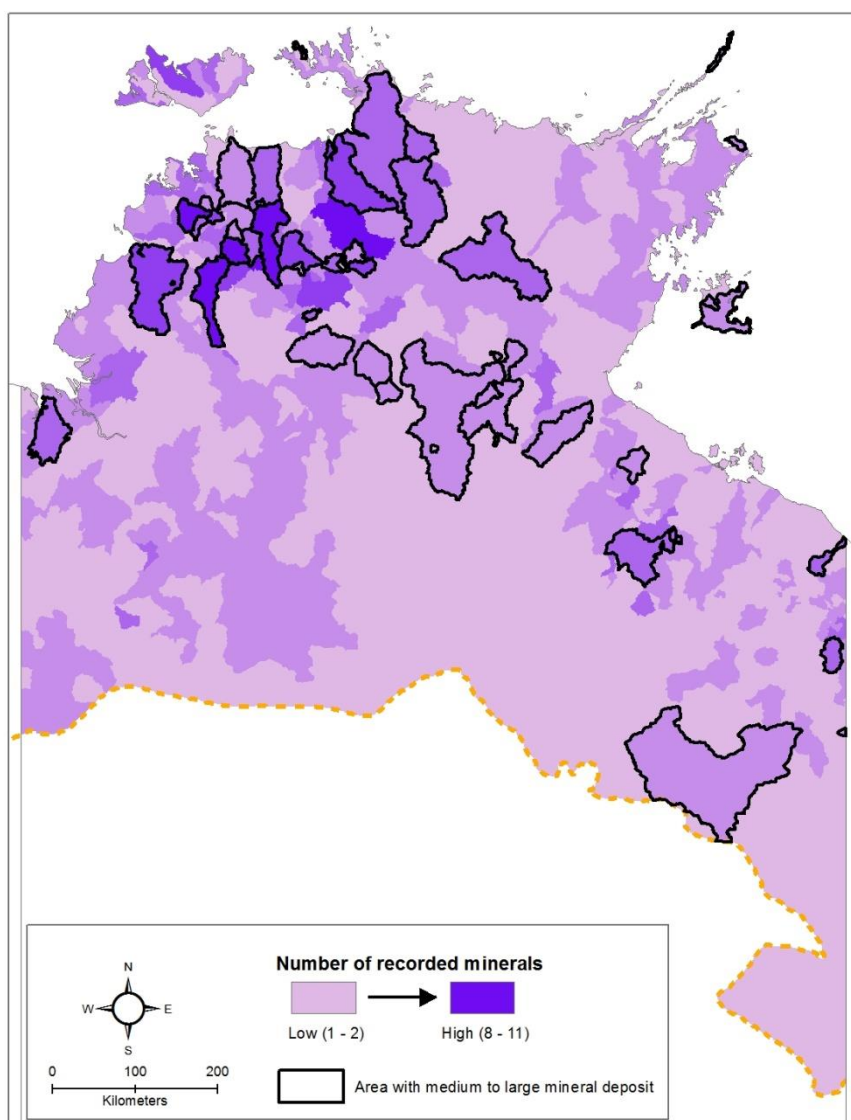 Number of recorded minerals
Low (1 - 2)
High (8 - 11)
N
W
E
S
0 100 200
Kilometers
Area with medium to large mineral deposit